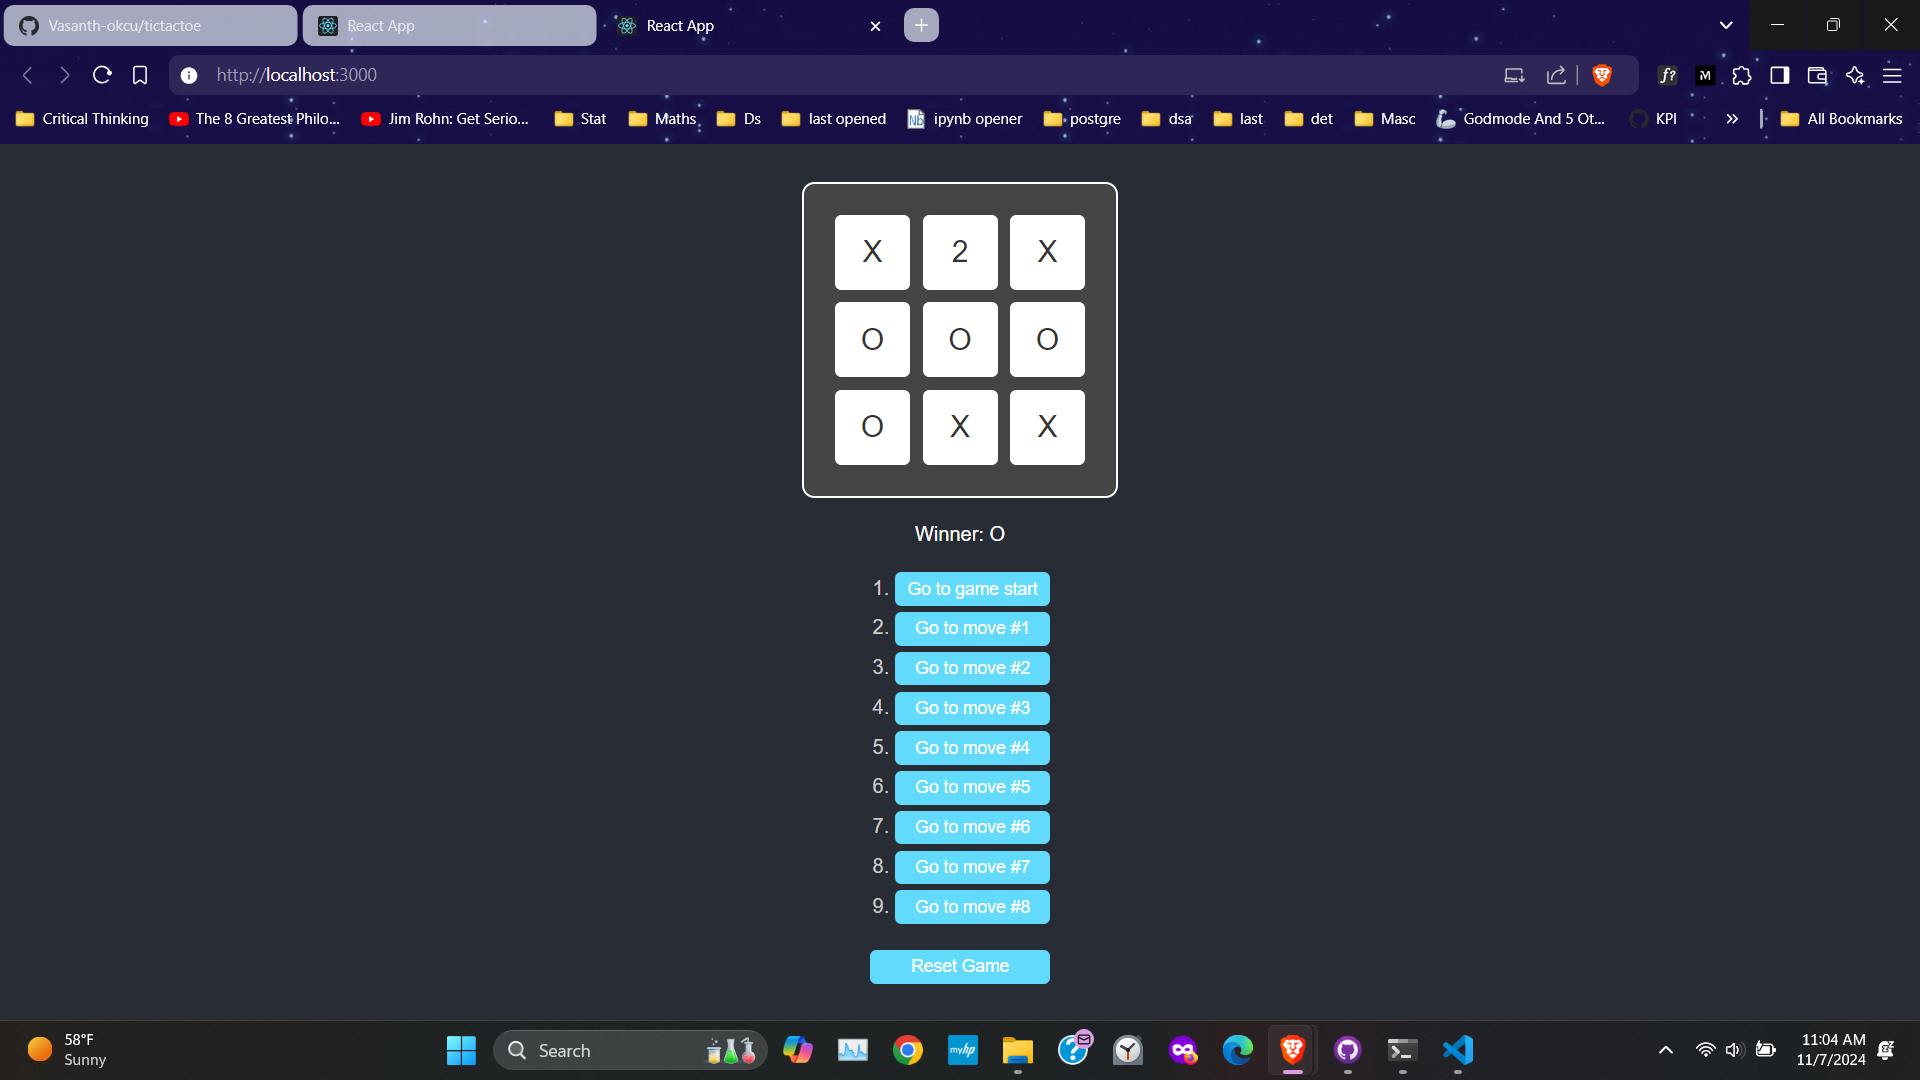 Vasanth-okcu/tictactoe
React App
React App
http://localhost:3000
Critical Thinking
The 8 Greatest Philo...
Jim Rohn: Get Serio...
Stat
Maths
Ds
last opened
ipynb opener
postgre
dsa
last
det
Masc
Godmode And 5 Ot...
KPI
All Bookmarks
X 2 X
O O O
O X X
Winner: O
1. Go to game start
2. Go to move #1
3. Go to move #2
4. Go to move #3
5. Go to move #4
6. Go to move #5
7. Go to move #6
8. Go to move #7
9. Go to move #8
Reset Game
58°F
Sunny
Search
myhp
11:04 AM
11/7/2024